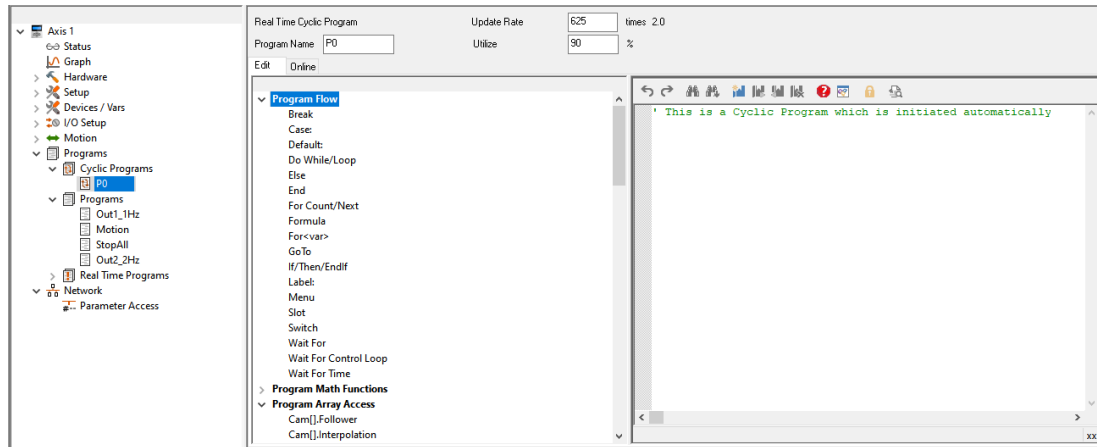 Axis 1
Status
Graph
Hardware
Setup
Devices / Vars
I/O Setup
Motion
Programs
Cyclic Programs
P0
Programs
Out1_1Hz
Motion
StopAll
Out2_2Hz
Real Time Programs
Network
Parameter Access
Real Time Cyclic Program
Update Rate 625 times 2.0
Program Name P0
Utilize 90 %
Edit Online
Program Flow
Break
Case:
Default:
Do While/Loop
Else
End
For Count/Next
Formula
For<var>
GoTo
If/Then/EndIf
Label:
Menu
Slot
Switch
Wait For
Wait For Control Loop
Wait For Time
Program Math Functions
Program Array Access
Cam[].Follower
Cam[].Interpolation
' This is a Cyclic Program which is initiated automatically
xx